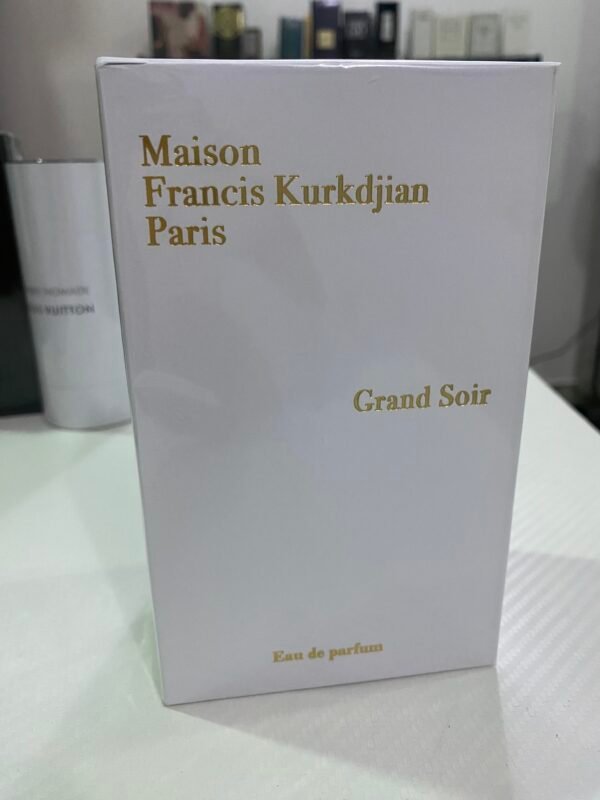 Maison
Francis Kurkdjian
Paris
Grand Soir
Eau de parfum